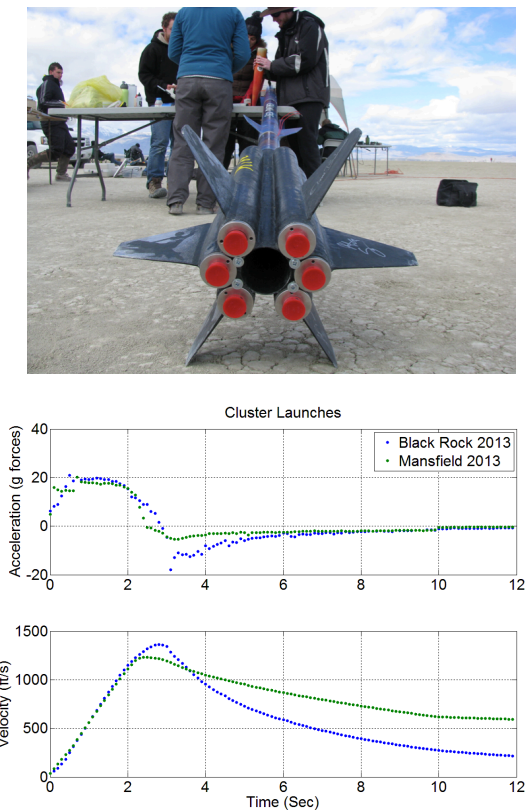 Cluster Launches
40
20
0
-20
Acceleration (g forces)
Black Rock 2013
Mansfield 2013
0 2 4 6 8 10 12
1500
1000
500
0
Velocity (ft/s)
0 2 4 6 8 10 12
Time (Sec)